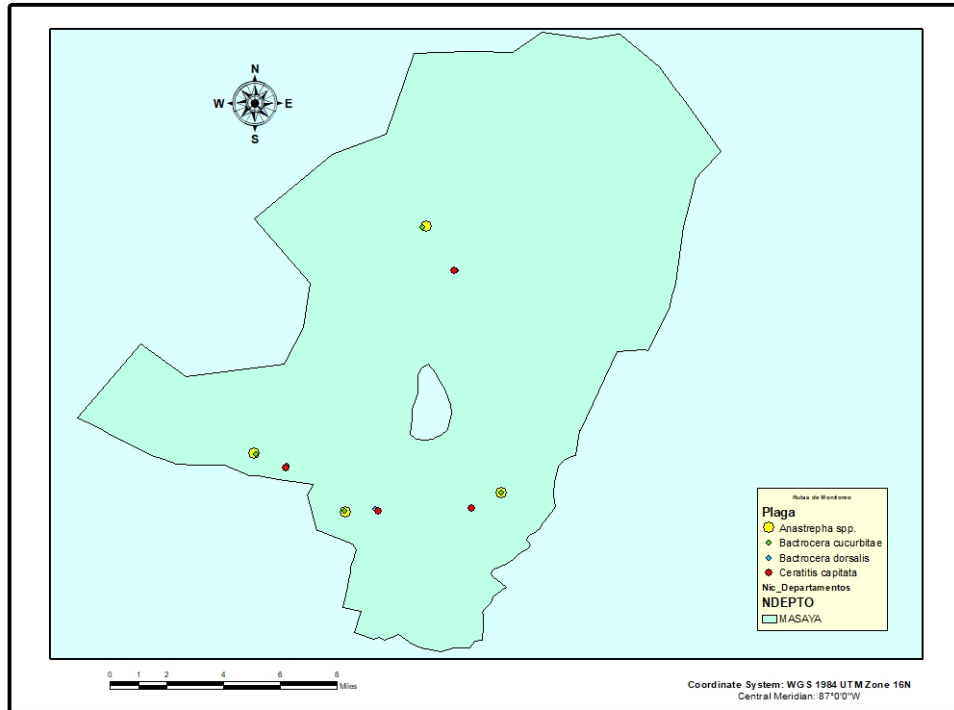 N
W E
S
Rutas de Monitoreo
Plaga
Anastrepha spp.
Bactrocera cucurbitae
Bactrocera dorsalis
Ceratitis capitata
Nic_Departamentos
NDEPTO
MASAYA
0 1 2 4 6 8
Miles
Coordinate System: WGS 1984 UTM Zone 16N
Central Meridian: 87°0'0"W